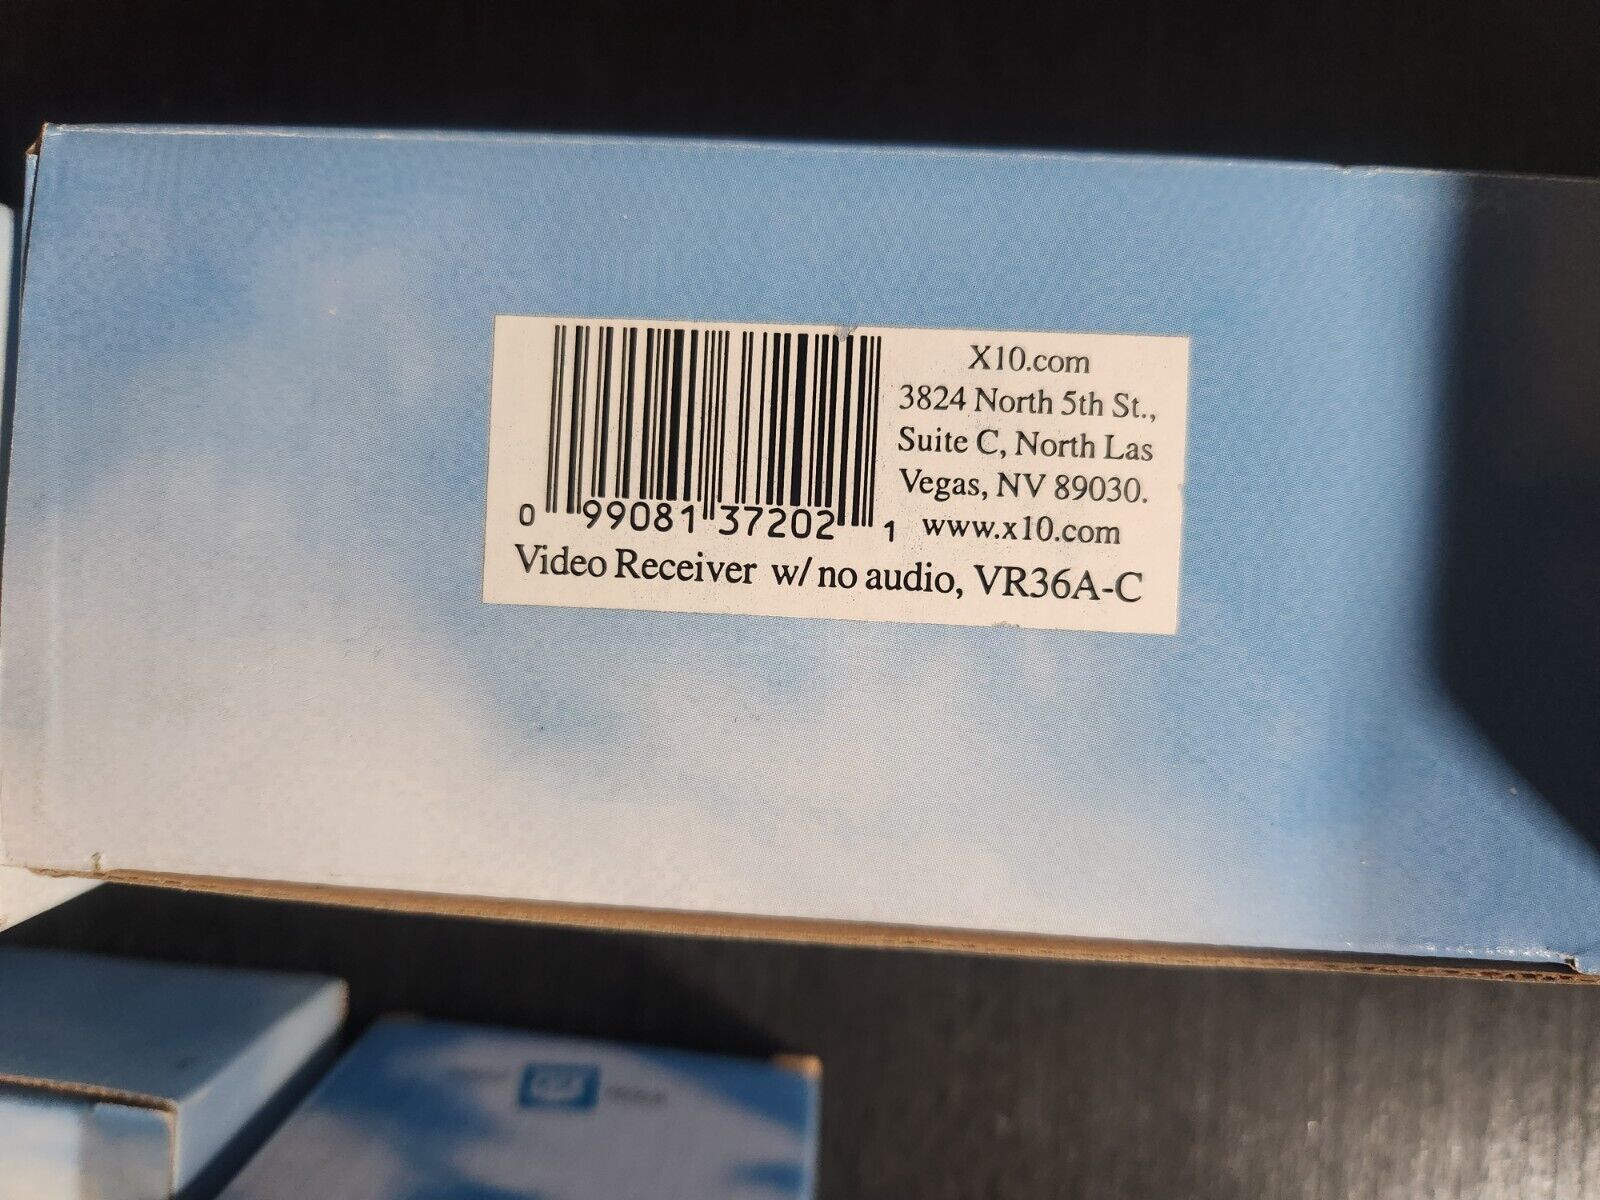 X10.com
3824 North 5th St.,
Suite C, North Las
Vegas, NV 89030.
www.x10.com
0 99081 37202 1
Video Receiver w/ no audio, VR36A-C